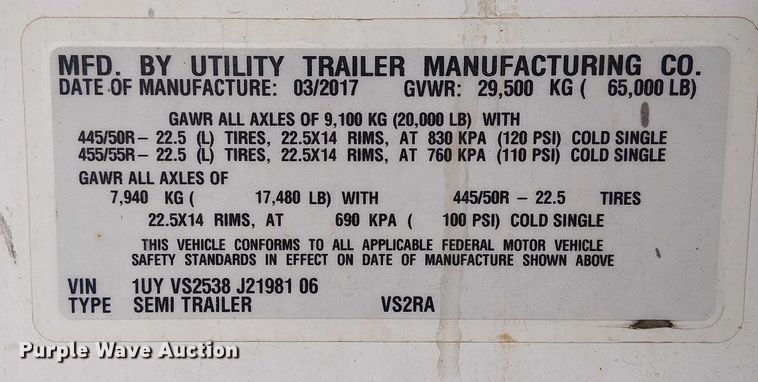 MFD. BY UTILITY TRAILER MANUFACTURING CO.
DATE OF MANUFACTURE: 03/2017 GVWR: 29,500 KG ( 65,000 LB)
GAWR ALL AXLES OF 9,100 KG (20,000 LB) WITH
445/50R- 22.5 (L) TIRES, 22.5X14 RIMS, AT 830 KPA (120 PSI) COLD SINGLE
455/55R- 22.5 (L) TIRES, 22.5X14 RIMS, AT 760 KPA (110 PSI) COLD SINGLE
GAWR ALL AXLES OF
7,940 KG ( 17,480 LB) WITH 445/50R - 22.5 TIRES
22.5X14 RIMS, AT 690 KPA ( 100 PSI) COLD SINGLE
THIS VEHICLE CONFORMS TO ALL APPLICABLE FEDERAL MOTOR VEHICLE
SAFETY STANDARDS IN EFFECT ON DATE OF MANUFACTURE SHOWN ABOVE
VIN 1UY VS2538 J21981 06
TYPE SEMI TRAILER VS2RA
Purple Wave Auction